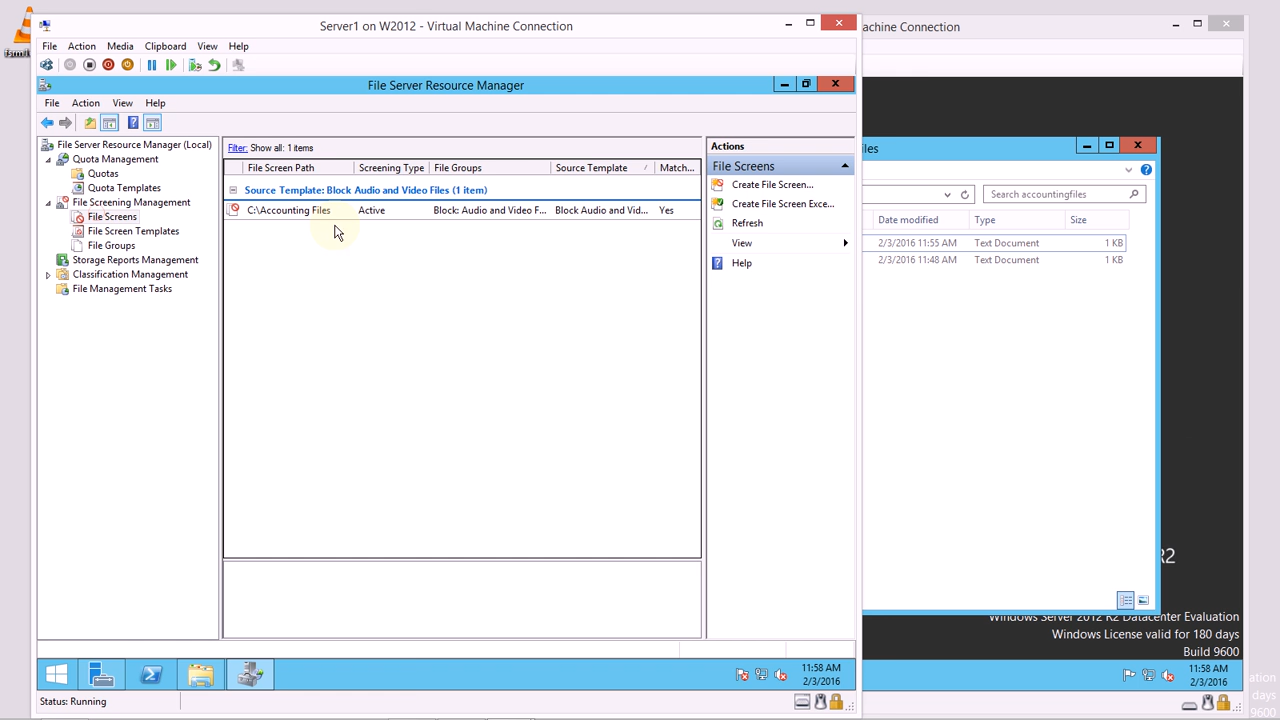 fsrm1
Server1 on W2012 - Virtual Machine Connection
File Action Media Clipboard View Help
File Server Resource Manager
File Action View Help
File Server Resource Manager (Local)
Quota Management
Quotas
Quota Templates
File Screening Management
File Screens
File Screen Templates
File Groups
Storage Reports Management
Classification Management
File Management Tasks
Filter: Show all: 1 items
File Screen Path Screening Type File Groups Source Template Match...
Source Template: Block Audio and Video Files (1 item)
C:\Accounting Files Active Block: Audio and Video F... Block Audio and Vid... Yes
Actions
File Screens
Create File Screen...
Create File Screen Exce...
Refresh
View
Help
11:58 AM
2/3/2016
Status: Running
achine Connection
les
Search accountingfiles
Date modified Type Size
2/3/2016 11:55 AM Text Document 1 KB
2/3/2016 11:48 AM Text Document 1 KB
R2
Windows Server 2012 R2 Datacenter Evaluation
Windows License valid for 180 days
Build 9600
11:58 AM
2/3/2016
ation
days
9600